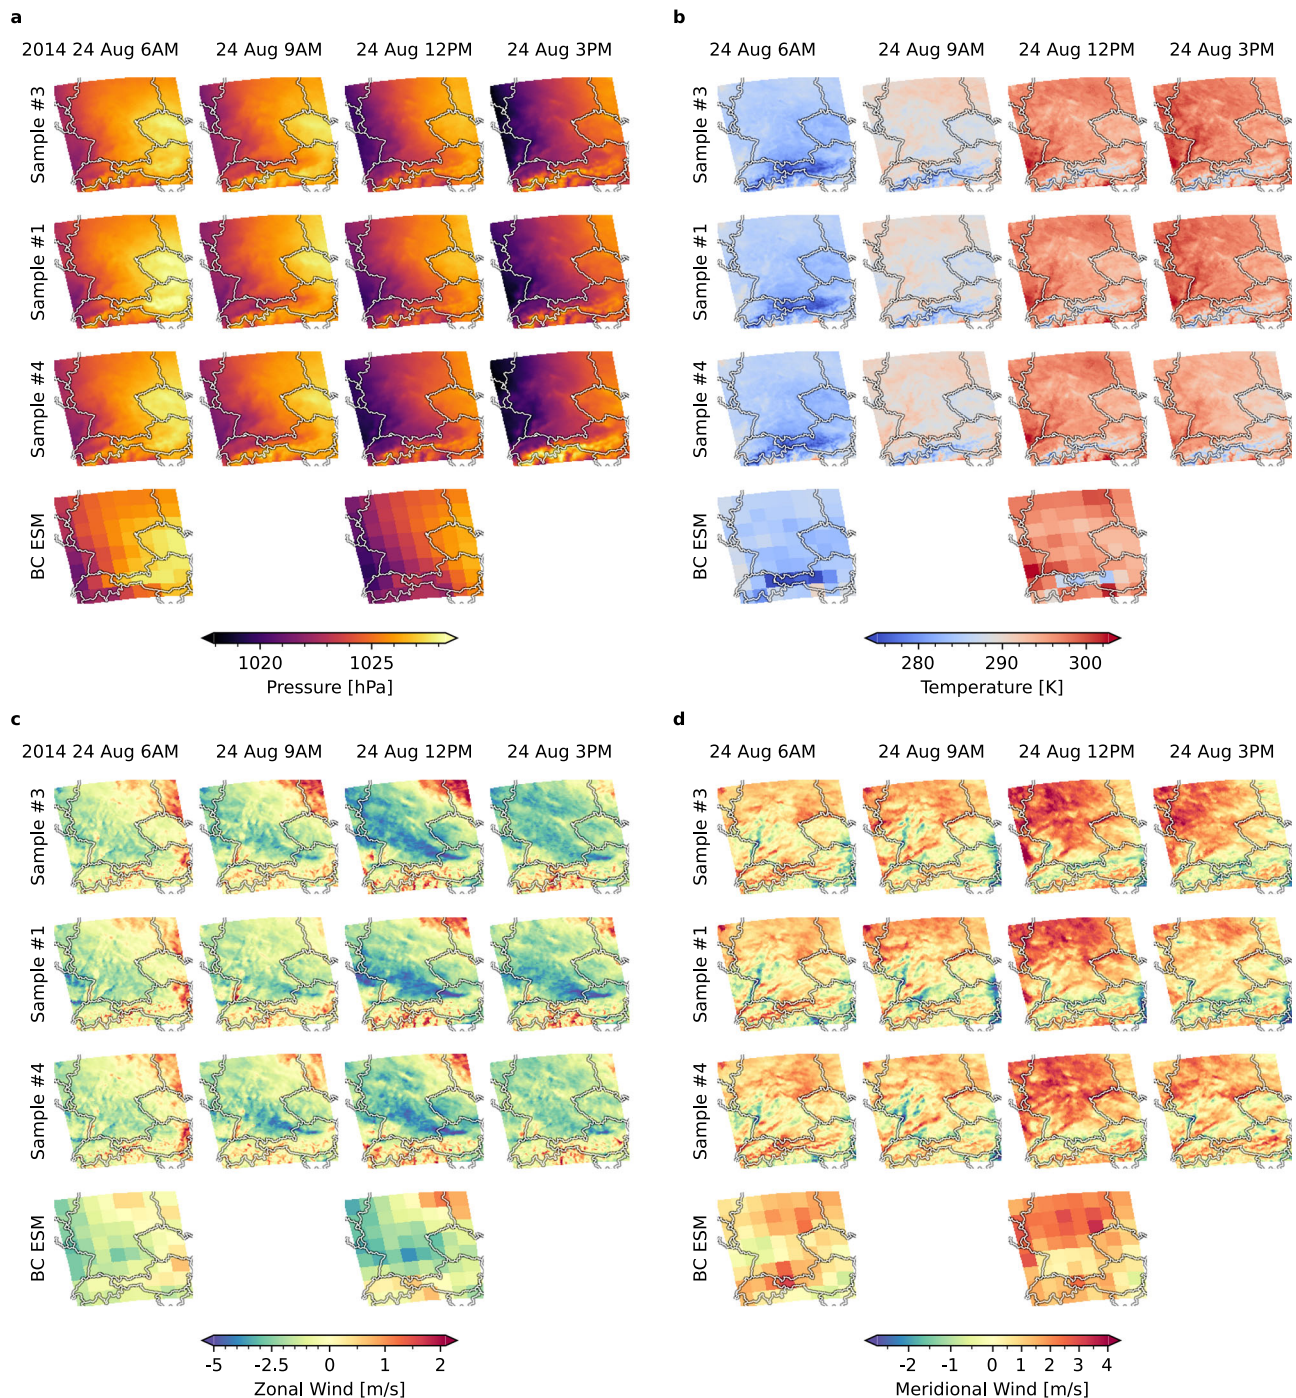 a
b
2014 24 Aug 6AM 24 Aug 9AM 24 Aug 12PM 24 Aug 3PM
24 Aug 6AM 24 Aug 9AM 24 Aug 12PM 24 Aug 3PM
Sample #3
Sample #3
Sample #1
Sample #1
Sample #4
Sample #4
BC ESM
BC ESM
1020 1025
Pressure [hPa]
280 290 300
Temperature [K]
c
d
2014 24 Aug 6AM 24 Aug 9AM 24 Aug 12PM 24 Aug 3PM
24 Aug 6AM 24 Aug 9AM 24 Aug 12PM 24 Aug 3PM
Sample #3
Sample #3
Sample #1
Sample #1
Sample #4
Sample #4
BC ESM
BC ESM
-5 -2.5 0 1 2
Zonal Wind [m/s]
-2 -1 0 1 2 3 4
Meridional Wind [m/s]